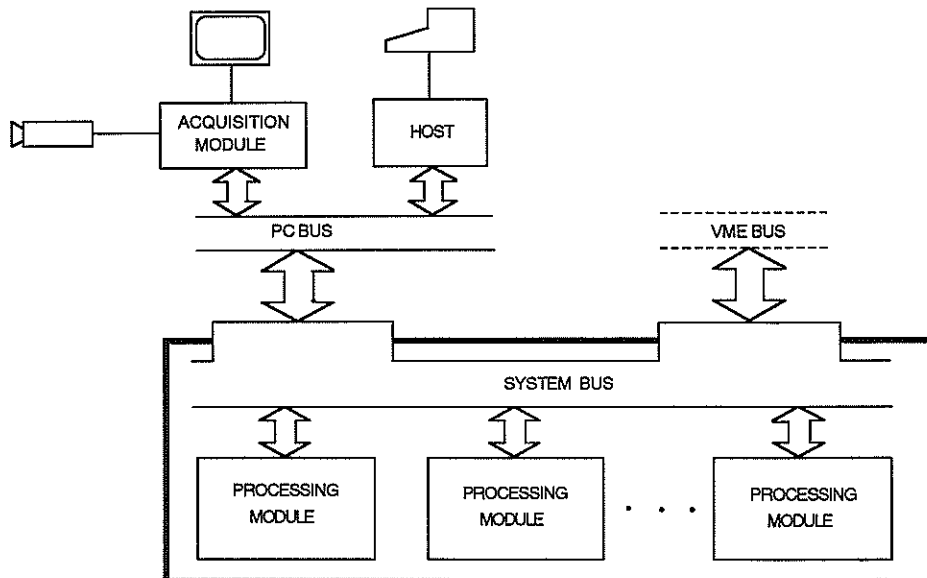 ACQUISITION
MODULE
HOST
PC BUS
VME BUS
SYSTEM BUS
PROCESSING
MODULE
PROCESSING
MODULE
. . . .
PROCESSING
MODULE